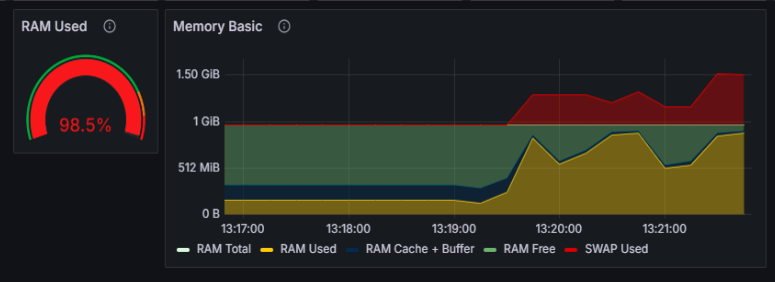 RAM Used
98.5%
Memory Basic
1.50 GiB
1 GiB
512 MiB
0 B
13:17:00 13:18:00 13:19:00 13:20:00 13:21:00
RAM Total RAM Used RAM Cache + Buffer RAM Free SWAP Used